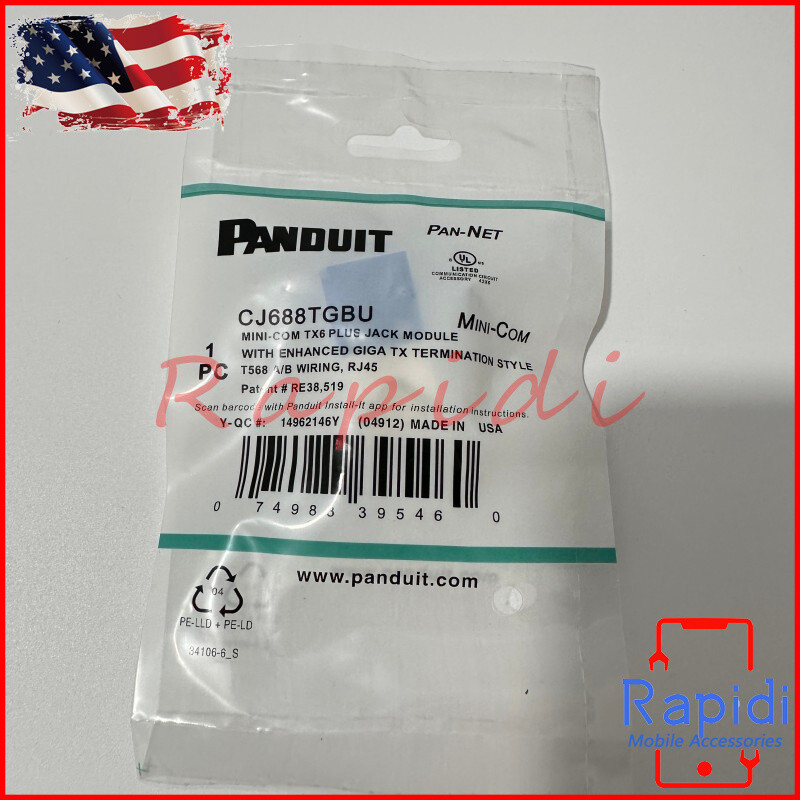 PANDUIT
PAN-NET
UL
LISTED
COMMUNICATION CIRCUIT
ACCESSORY
CJ688TGBU
MINI-COM
MINI-COM TX6 PLUS JACK MODULE
WITH ENHANCED GIGA TX TERMINATION STYLE
1
PC
T568 A/B WIRING, RJ45
Patent # RE38,519
Rapidi
Scan barcode with Panduit Install-It app for installation instructions.
Y-QC #: 14962146Y (04912) MADE IN USA
0 74983 39546 0
www.panduit.com
04
PE-LLD + PE-LD
34106-6_S
Rapidi
Mobile Accessories